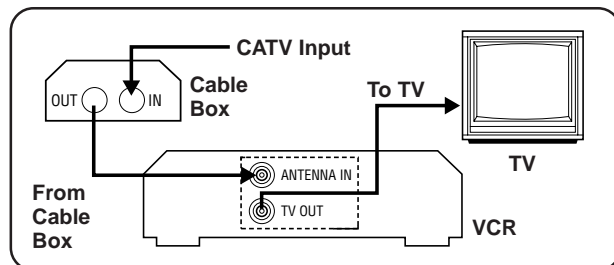 CATV Input
OUT
IN
Cable
Box
To TV
TV
ANTENNA IN
TV OUT
From
Cable
Box
VCR